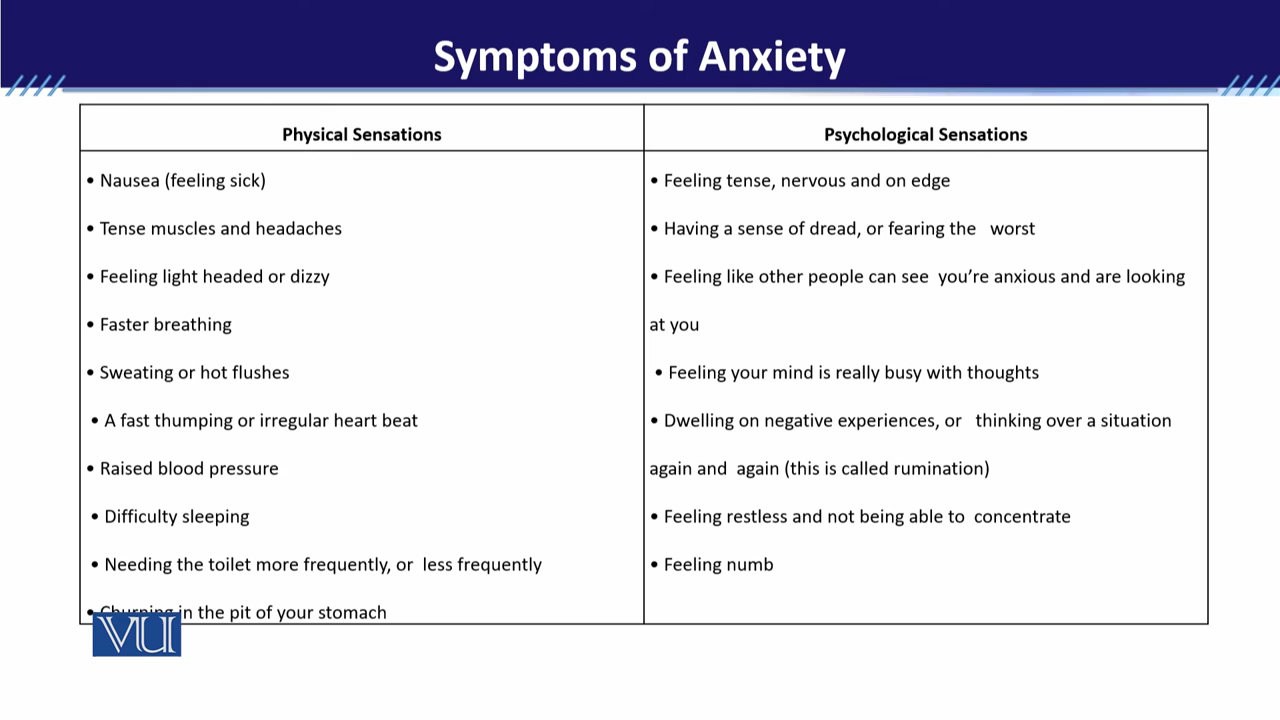 Symptoms of Anxiety
Physical Sensations
• Nausea (feeling sick)
• Tense muscles and headaches
• Feeling light headed or dizzy
• Faster breathing
• Sweating or hot flushes
• A fast thumping or irregular heart beat
• Raised blood pressure
• Difficulty sleeping
• Needing the toilet more frequently, or less frequently
• Churning in the pit of your stomach
Psychological Sensations
• Feeling tense, nervous and on edge
• Having a sense of dread, or fearing the worst
• Feeling like other people can see you’re anxious and are looking
at you
• Feeling your mind is really busy with thoughts
• Dwelling on negative experiences, or thinking over a situation
again and again (this is called rumination)
• Feeling restless and not being able to concentrate
• Feeling numb
VU